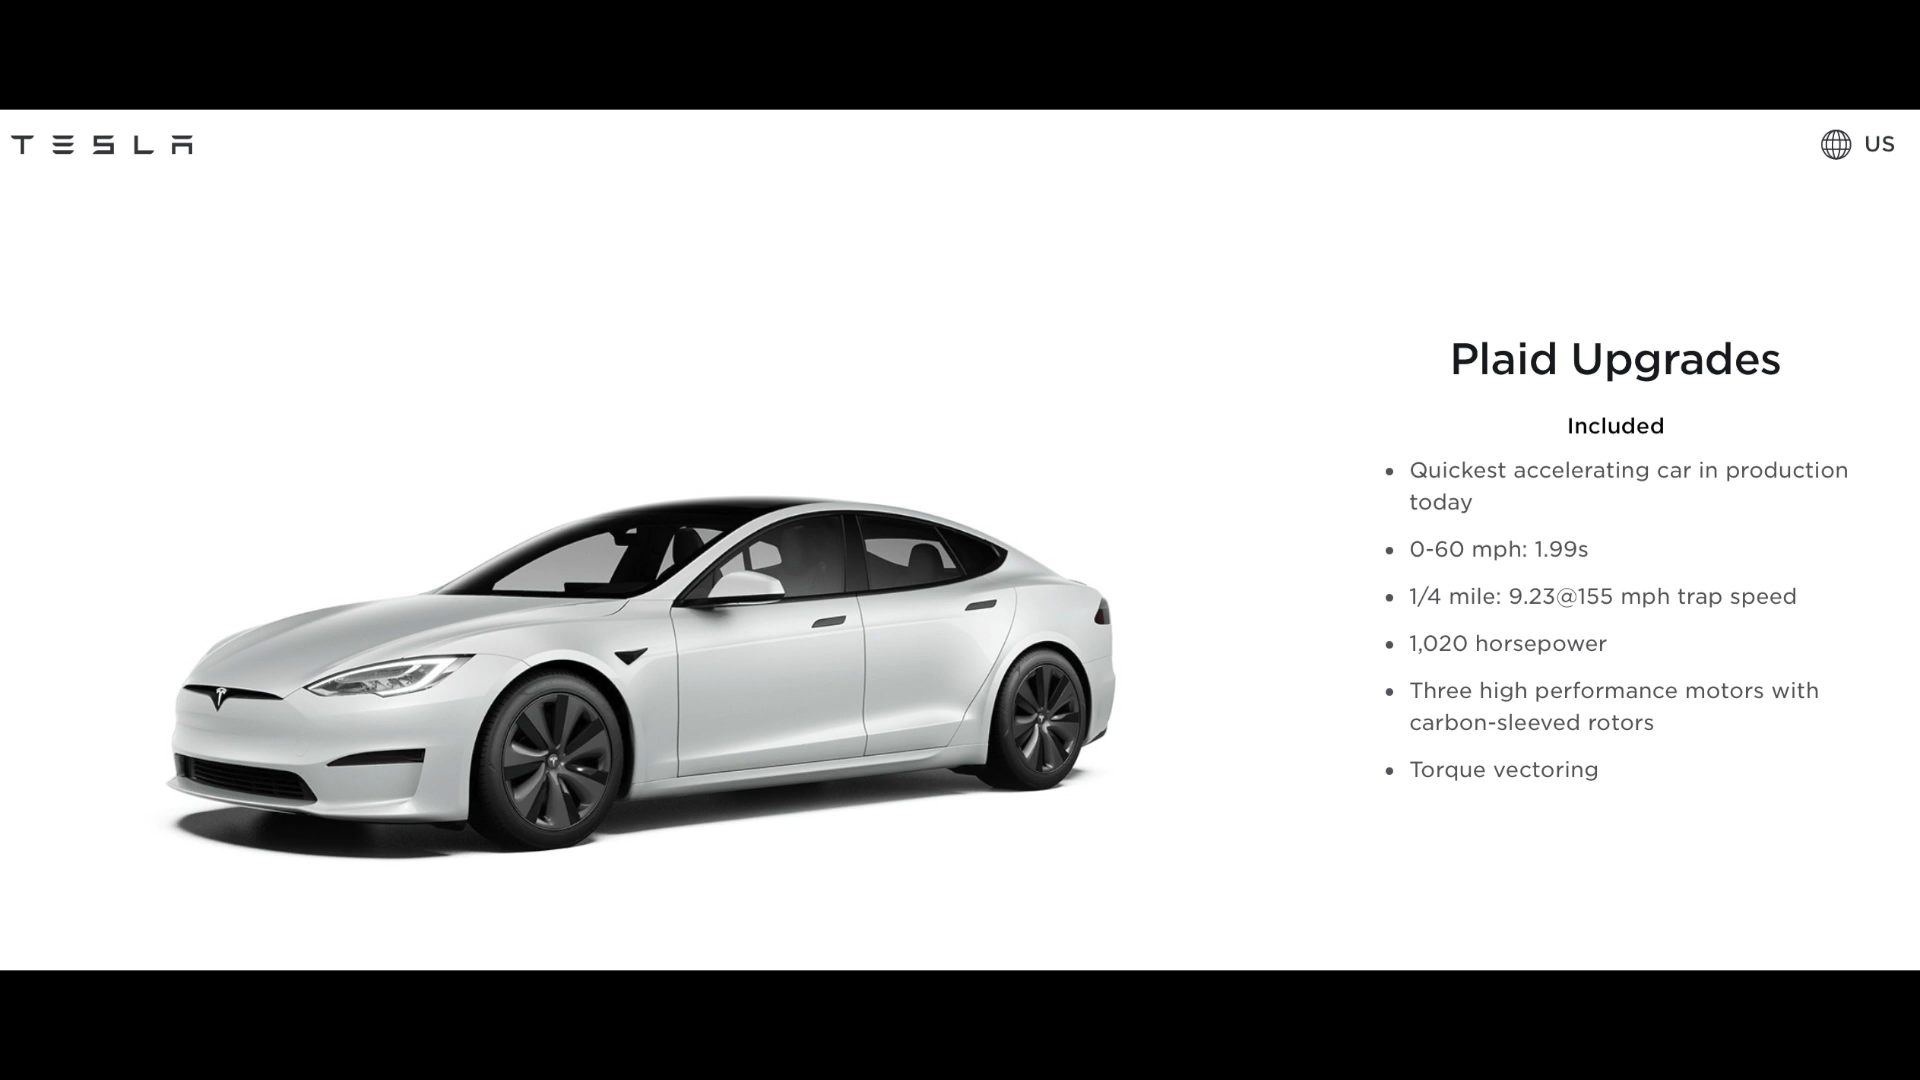 TESLA
US
Plaid Upgrades
Included
• Quickest accelerating car in production
today
• 0-60 mph: 1.99s
• 1/4 mile: 9.23@155 mph trap speed
• 1,020 horsepower
• Three high performance motors with
carbon-sleeved rotors
• Torque vectoring